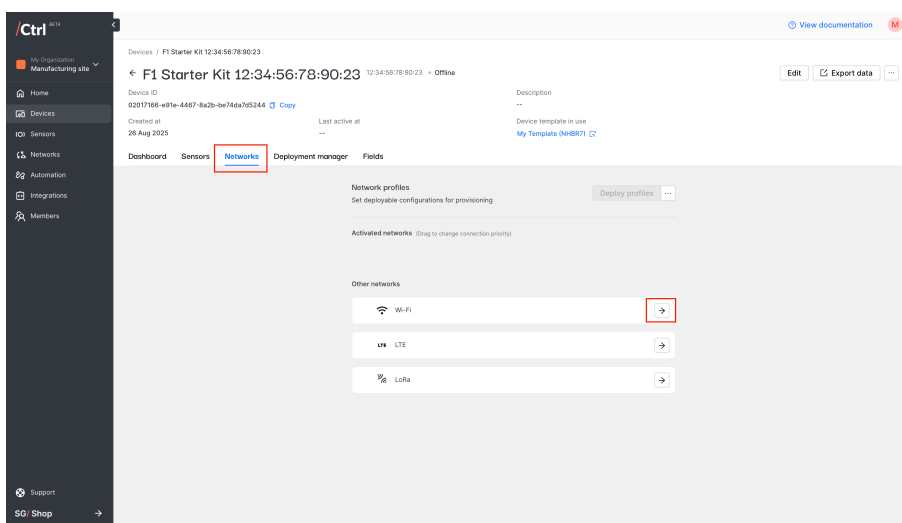 /Ctrl BETA
View documentation
M
My Organization
Manufacturing site
Home
Devices
Sensors
Networks
Automation
Integrations
Members
Support
SG/ Shop
Devices / F1 Starter Kit 12:34:56:78:90:23
F1 Starter Kit 12:34:56:78:90:23 12:34:56:78:90:23 Offline
Edit Export data ...
Device ID
02017166-e91e-4467-8a2b-be74da7d5244 Copy
Description
--
Created at
26 Aug 2025
Last active at
--
Device template in use
My Template (NHBR7)
Dashboard Sensors Networks Deployment manager Fields
Network profiles
Set deployable configurations for provisioning
Deploy profiles ...
Activated networks (Drag to change connection priority)
Other networks
Wi-Fi
LTE LTE
LoRa